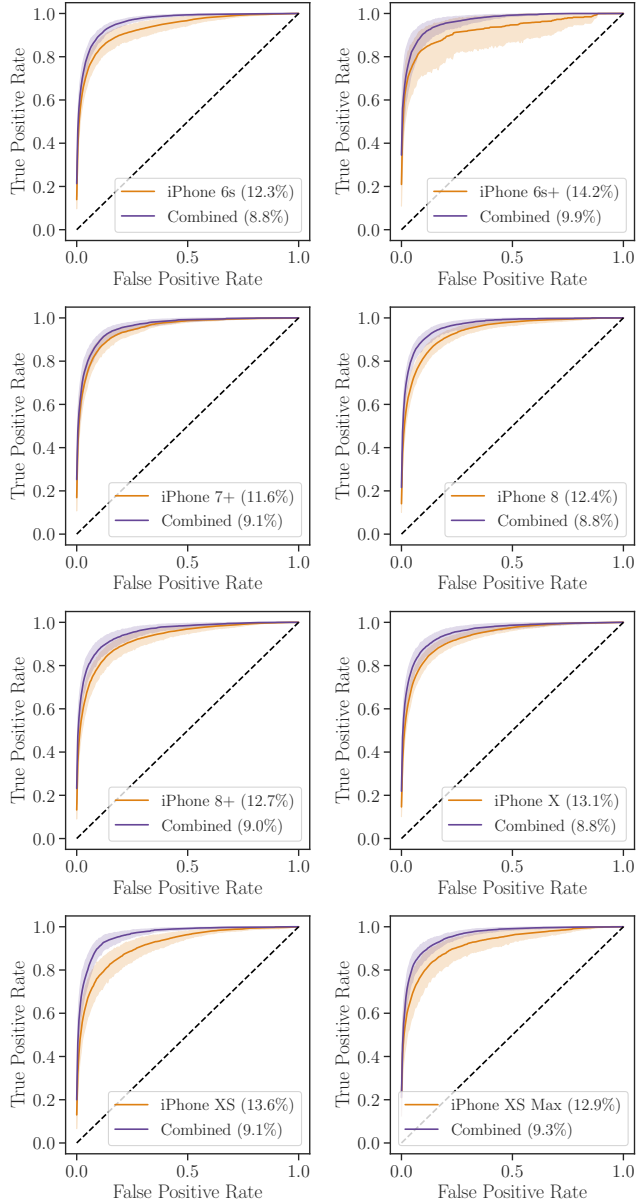 1.0
0.8
0.6
0.4
0.2
0.0
True Positive Rate
iPhone 6s (12.3%)
Combined (8.8%)
0.0 0.5 1.0
False Positive Rate
1.0
0.8
0.6
0.4
0.2
0.0
True Positive Rate
iPhone 6s+ (14.2%)
Combined (9.9%)
0.0 0.5 1.0
False Positive Rate
1.0
0.8
0.6
0.4
0.2
0.0
True Positive Rate
iPhone 7+ (11.6%)
Combined (9.1%)
0.0 0.5 1.0
False Positive Rate
1.0
0.8
0.6
0.4
0.2
0.0
True Positive Rate
iPhone 8 (12.4%)
Combined (8.8%)
0.0 0.5 1.0
False Positive Rate
1.0
0.8
0.6
0.4
0.2
0.0
True Positive Rate
iPhone 8+ (12.7%)
Combined (9.0%)
0.0 0.5 1.0
False Positive Rate
1.0
0.8
0.6
0.4
0.2
0.0
True Positive Rate
iPhone X (13.1%)
Combined (8.8%)
0.0 0.5 1.0
False Positive Rate
1.0
0.8
0.6
0.4
0.2
0.0
True Positive Rate
iPhone XS (13.6%)
Combined (9.1%)
0.0 0.5 1.0
False Positive Rate
1.0
0.8
0.6
0.4
0.2
0.0
True Positive Rate
iPhone XS Max (12.9%)
Combined (9.3%)
0.0 0.5 1.0
False Positive Rate